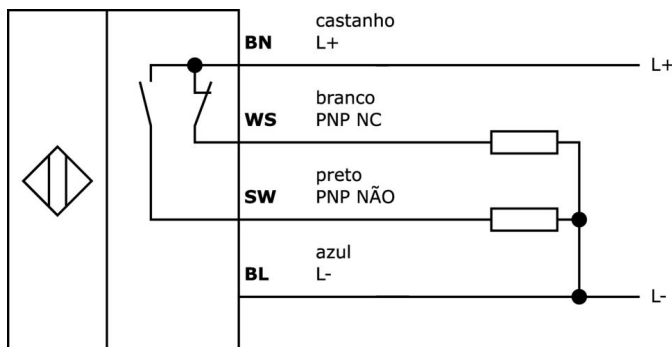 castanho
BN L+
L+
branco
WS PNP NC
preto
SW PNP NÃO
azul
BL L-
L-